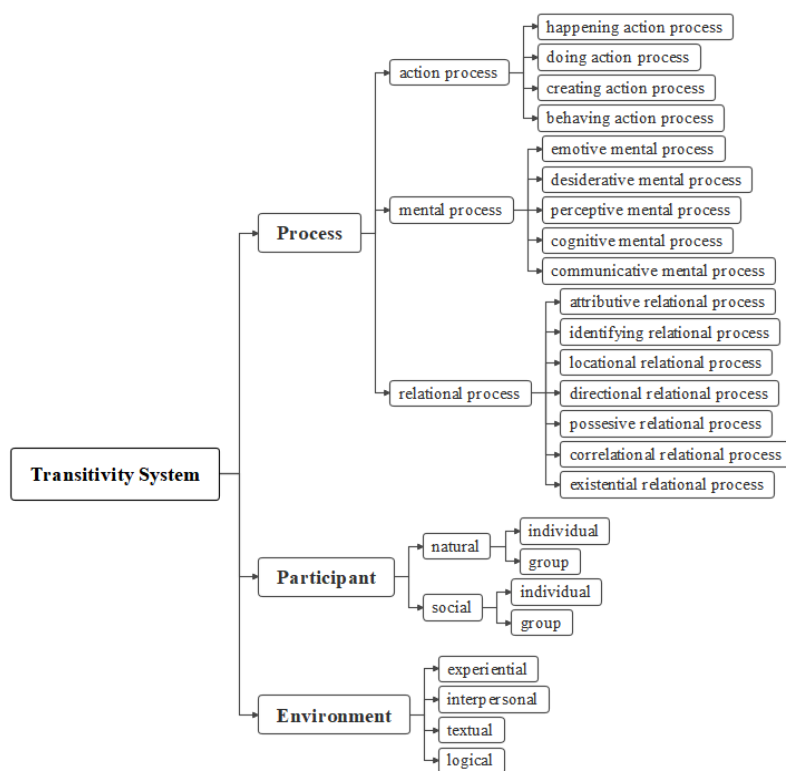 happening action process
doing action process
action process
creating action process
behaving action process
emotive mental process
desiderative mental process
mental process
perceptive mental process
Process
cognitive mental process
communicative mental process
attributive relational process
identifying relational process
locational relational process
relational process
directional relational process
possesive relational process
correlational relational process
existential relational process
Transitivity System
individual
natural
group
Participant
individual
social
group
experiential
interpersonal
Environment
textual
logical